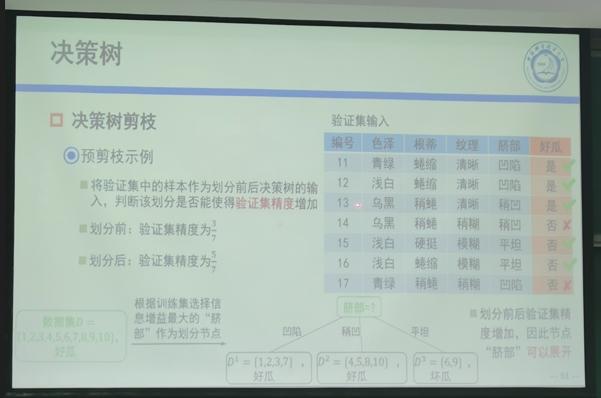 决策树
决策树剪枝
预剪枝示例
将验证集中的样本作为划分前后决策树的输
入，判断该划分是否能使得验证集精度增加
划分前：验证集精度为3/7
划分后：验证集精度为5/7
验证集输入
编号 色泽 根蒂 纹理 脐部 好瓜
11 青绿 蜷缩 清晰 凹陷 是
12 浅白 蜷缩 清晰 凹陷 是
13 乌黑 稍蜷 清晰 稍凹 是
14 乌黑 稍蜷 稍糊 稍凹 否
15 浅白 硬挺 模糊 平坦 否
16 浅白 蜷缩 模糊 平坦 否
17 青绿 稍蜷 稍糊 凹陷 否
数据集D =
{1,2,3,4,5,6,7,8,9,10},
好瓜
根据训练集选择信
息增益最大的“脐
部”作为划分节点
脐部=?
凹陷 稍凹 平坦
D¹ = {1,2,3,7}，
好瓜
D² = {4,5,8,10}，
好瓜
D³ = {6,9}，
坏瓜
划分前后验证集精
度增加，因此节点
“脐部”可以展开
-- 51 --